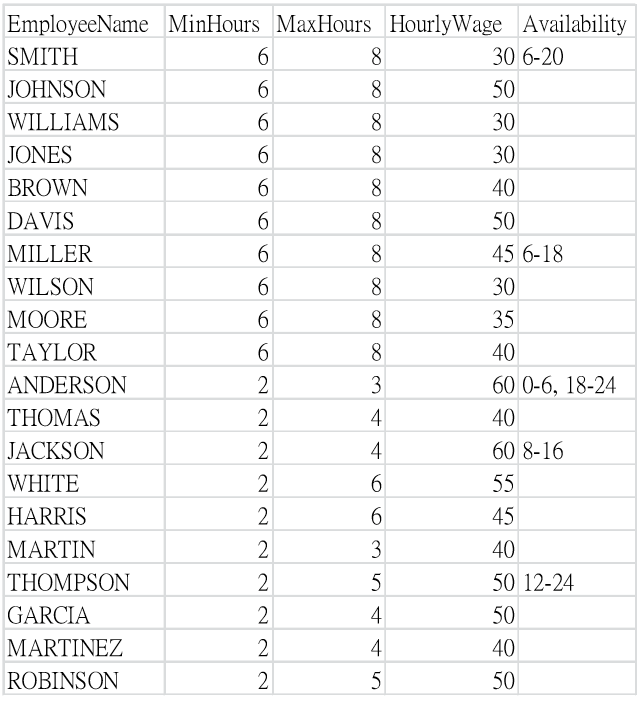 EmployeeName MinHours MaxHours HourlyWage Availability
SMITH 6 8 30 6-20
JOHNSON 6 8 50
WILLIAMS 6 8 30
JONES 6 8 30
BROWN 6 8 40
DAVIS 6 8 50
MILLER 6 8 45 6-18
WILSON 6 8 30
MOORE 6 8 35
TAYLOR 6 8 40
ANDERSON 2 3 60 0-6, 18-24
THOMAS 2 4 40
JACKSON 2 4 60 8-16
WHITE 2 6 55
HARRIS 2 6 45
MARTIN 2 3 40
THOMPSON 2 5 50 12-24
GARCIA 2 4 50
MARTINEZ 2 4 40
ROBINSON 2 5 50